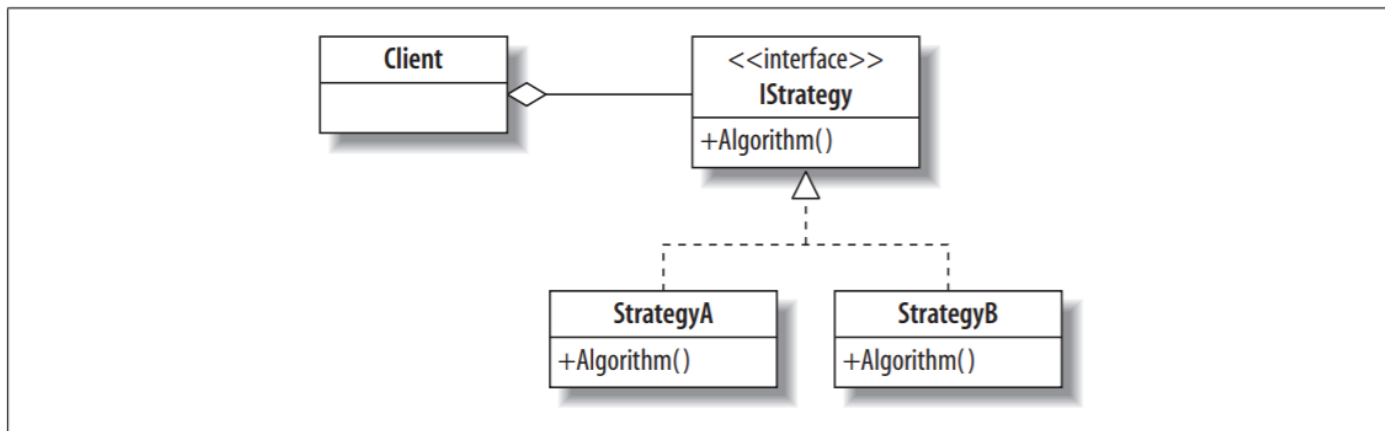 Client
<<interface>>
IStrategy
+Algorithm()
StrategyA
+Algorithm()
StrategyB
+Algorithm()